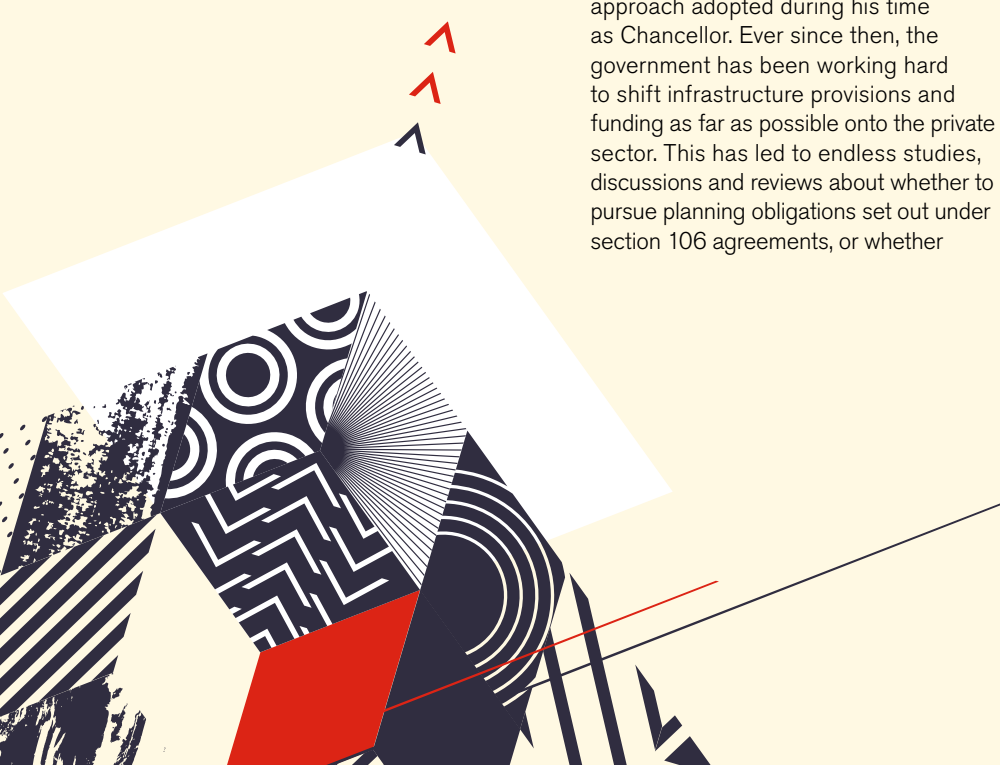 approach adopted during his time
as Chancellor. Ever since then, the
government has been working hard
to shift infrastructure provisions and
funding as far as possible onto the private
sector. This has led to endless studies,
discussions and reviews about whether to
pursue planning obligations set out under
section 106 agreements, or whether